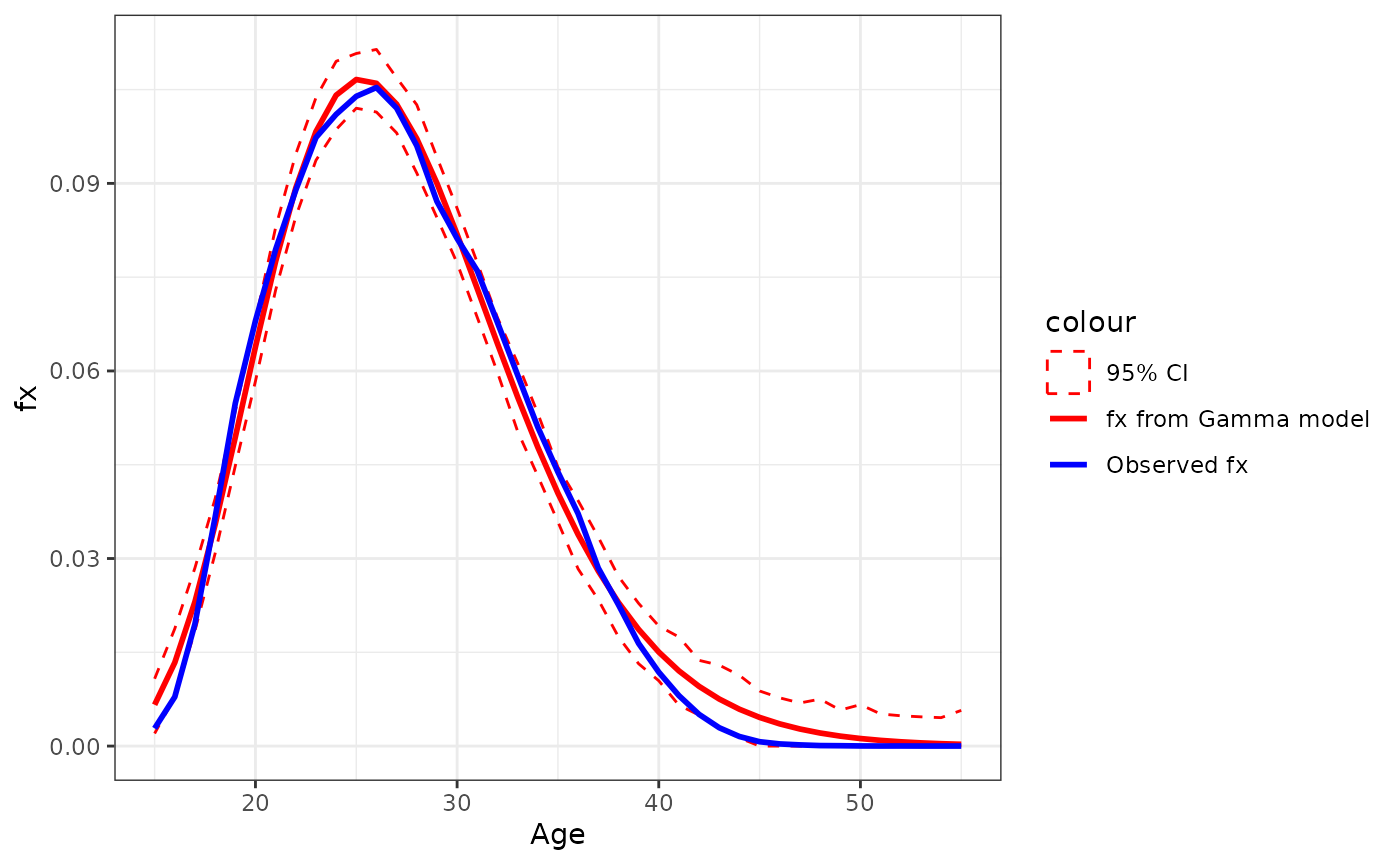 fx
0.09
0.06
0.03
0.00
20
30
40
50
Age
colour
95% CI
fx from Gamma model
Observed fx